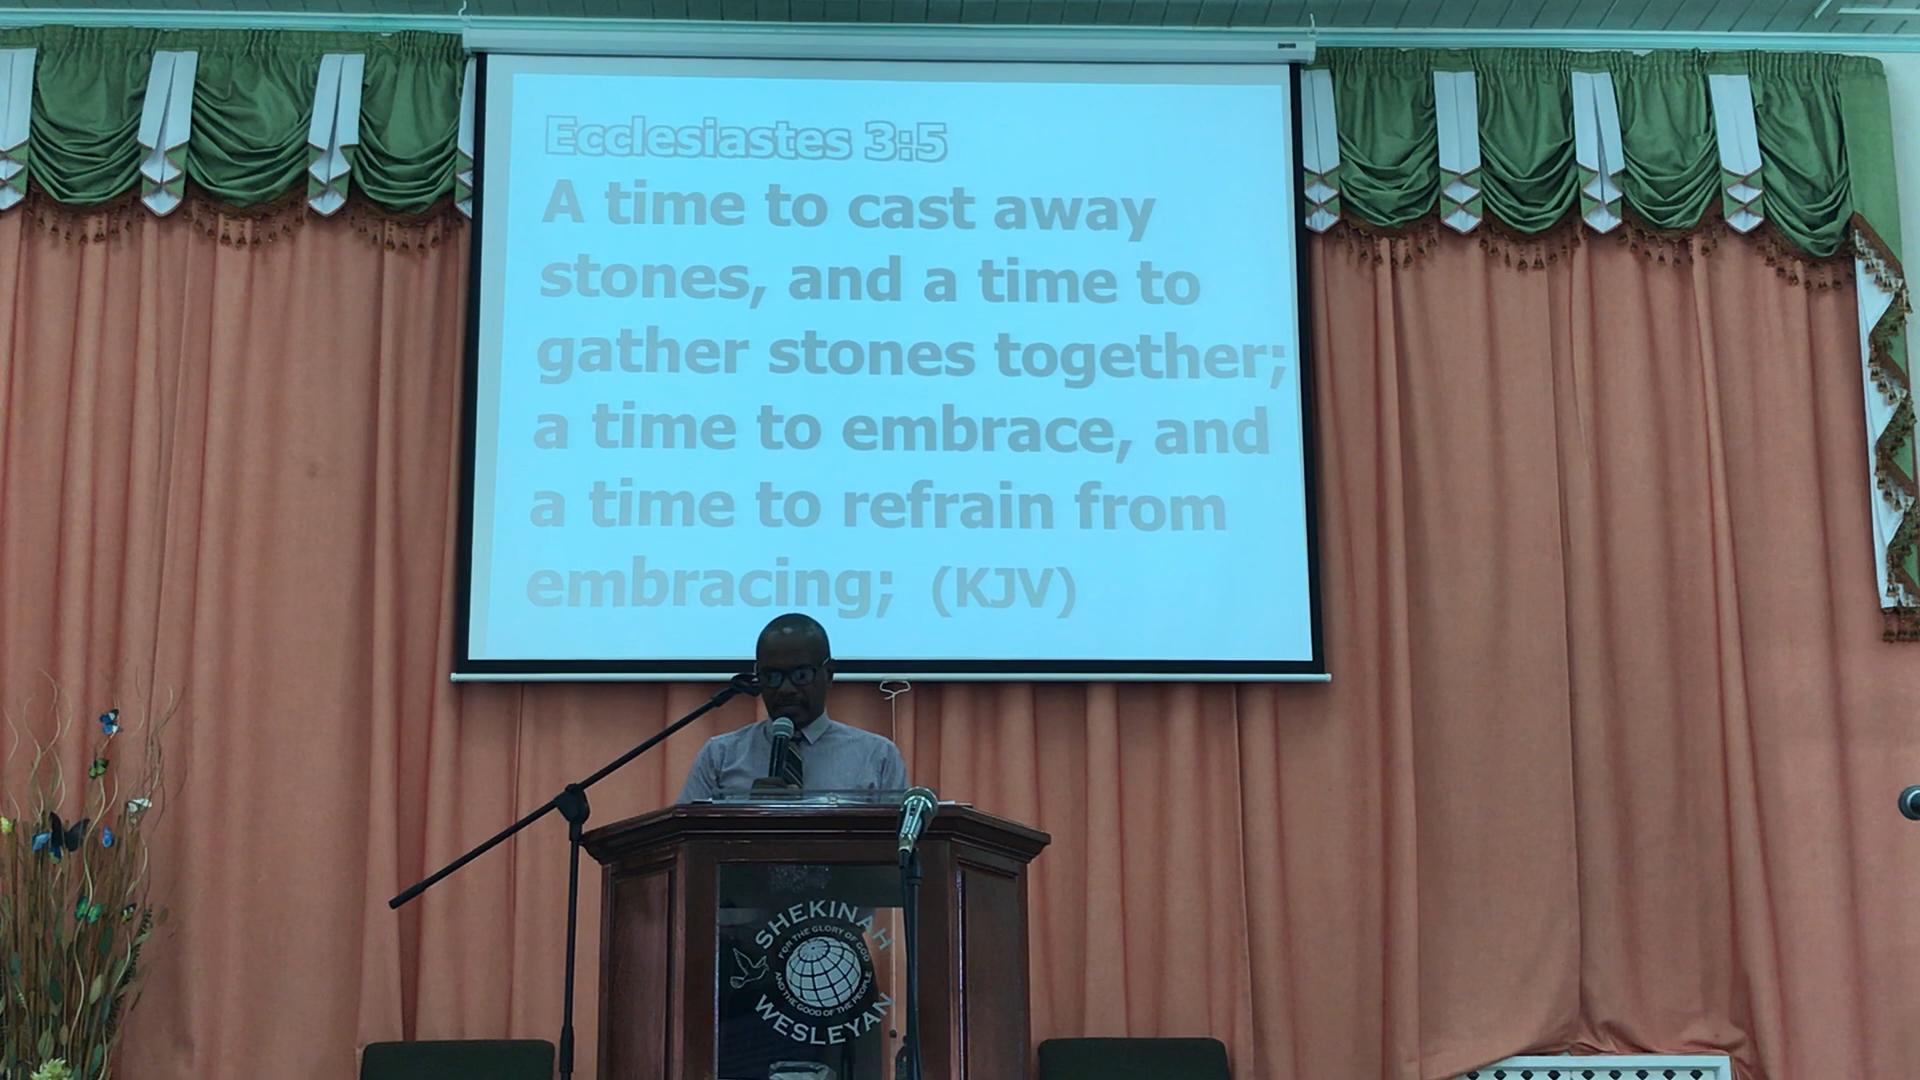 Ecclesiastes 3:5
A time to cast away
stones, and a time to
gather stones together;
a time to embrace, and
a time to refrain from
embracing; (KJV)
SHEKINAH
FOR THE GLORY OF GOD
AND THE GOOD OF THE PEOPLE
WESLEYAN